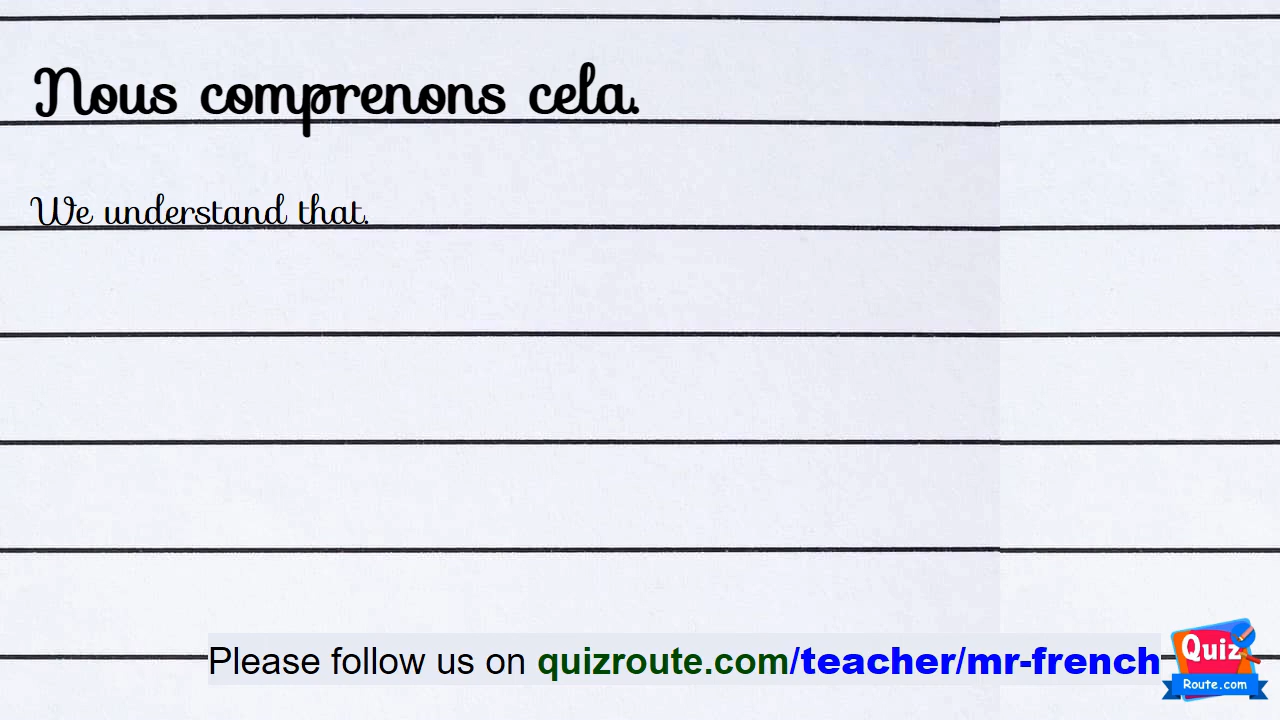 Nous comprenons cela.
We understand that.
Please follow us on quizroute.com/teacher/mr-french
Quiz
Route.com